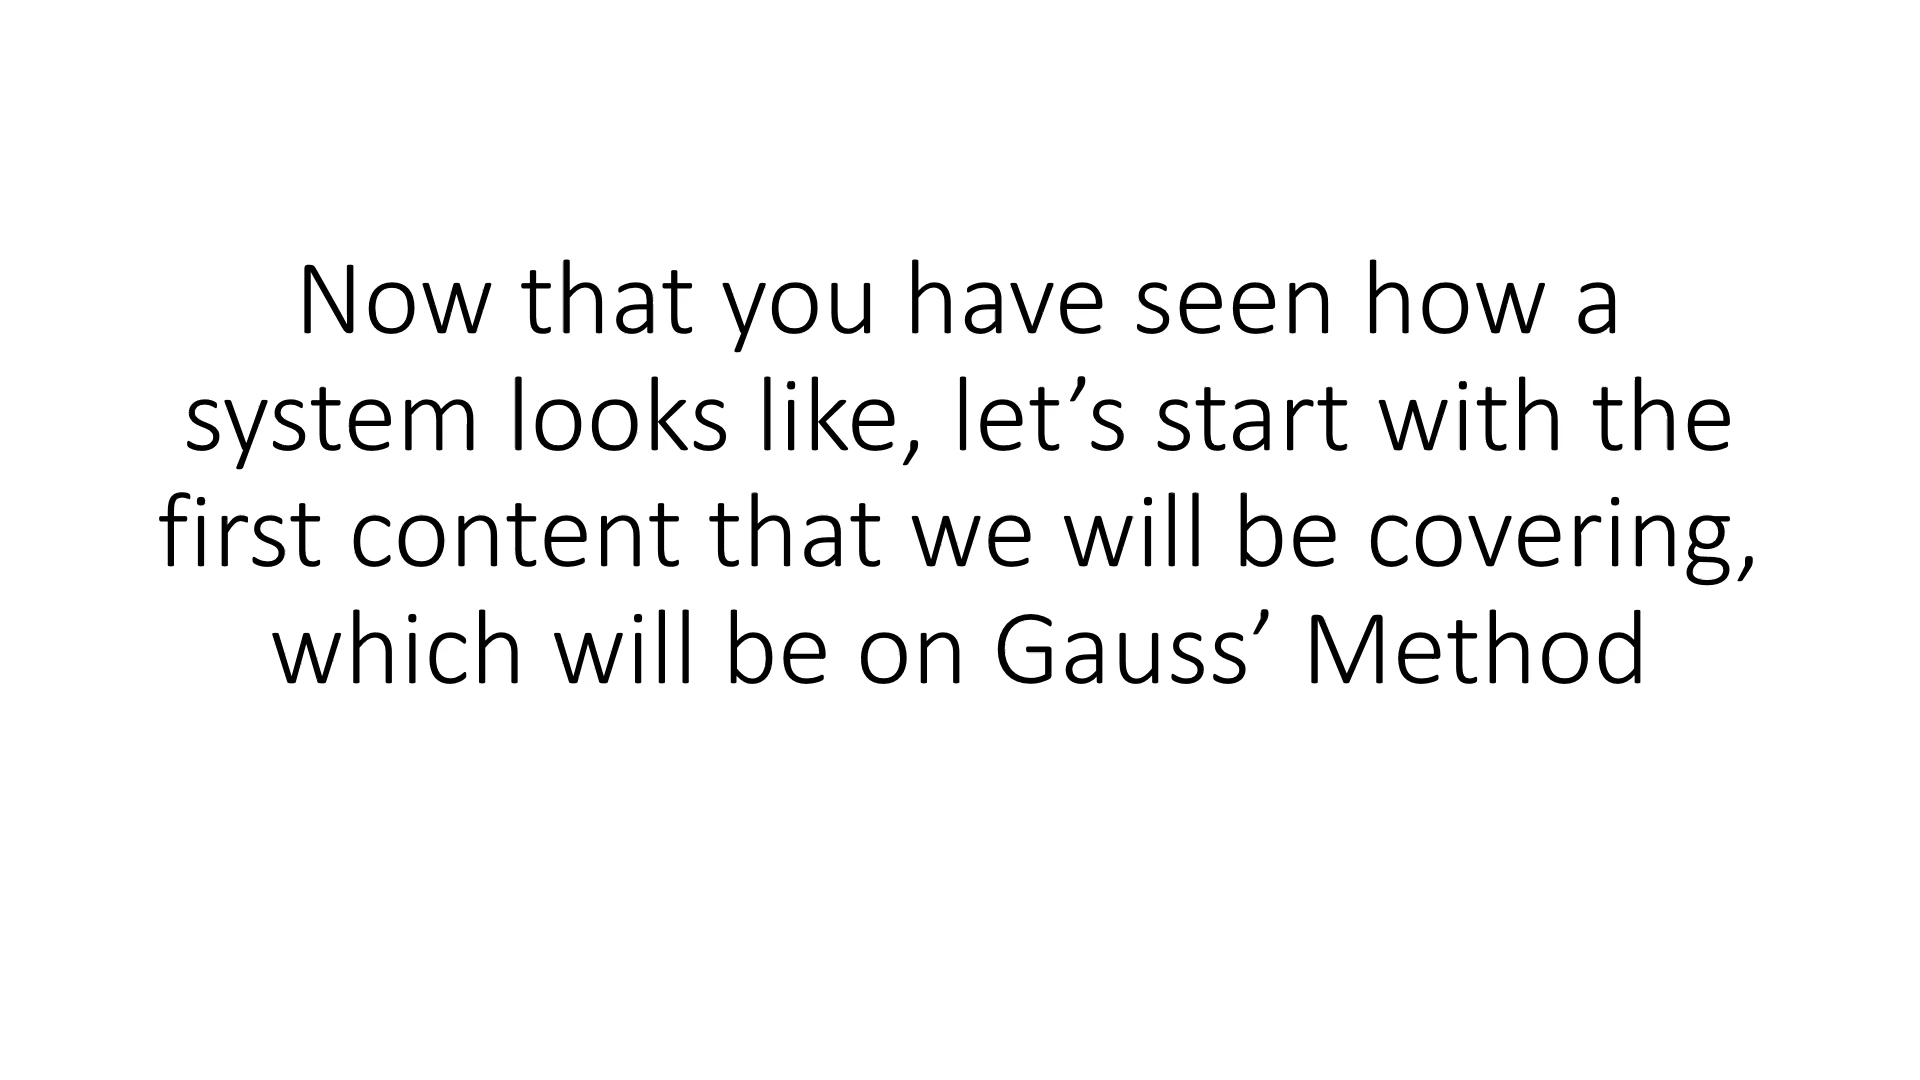 Now that you have seen how a
system looks like, let’s start with the
first content that we will be covering,
which will be on Gauss’ Method